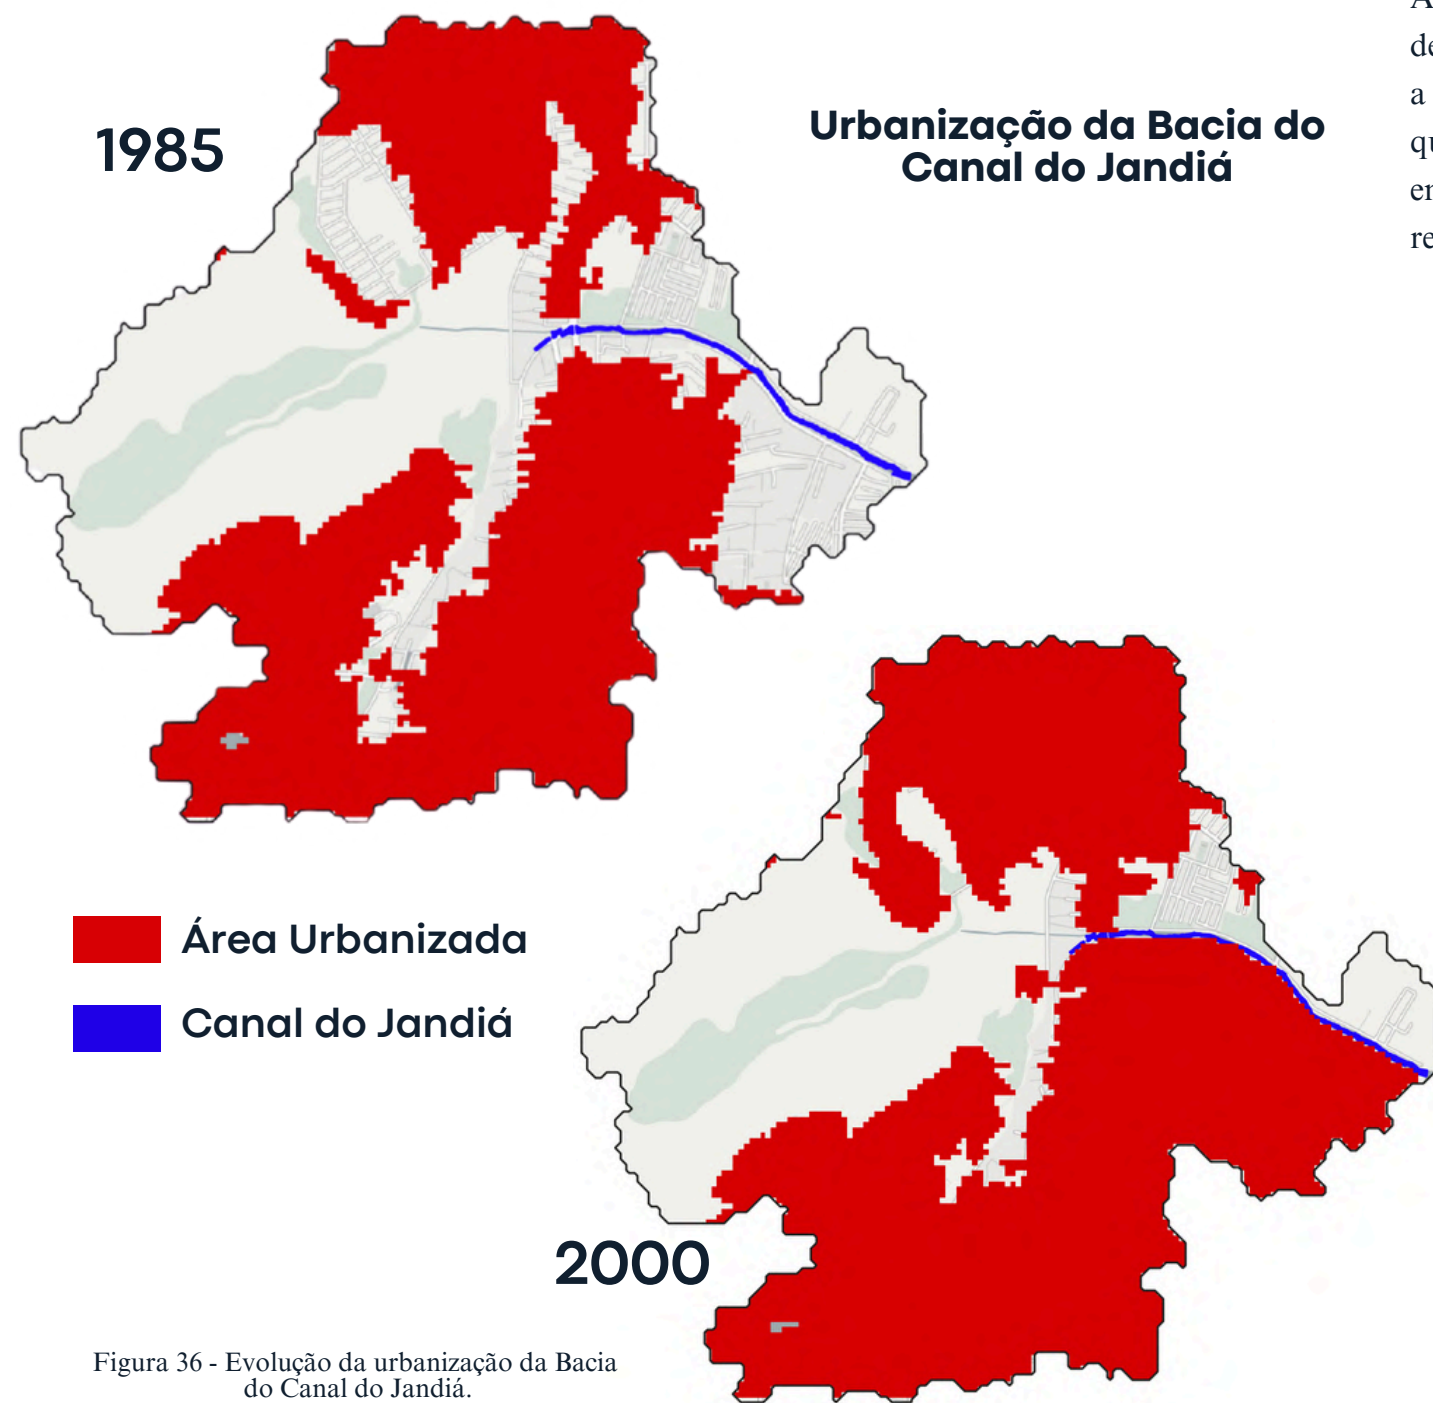 1985
Urbanização da Bacia do
Canal do Jandiá
Área Urbanizada
Canal do Jandiá
2000
Figura 36 - Evolução da urbanização da Bacia
do Canal do Jandiá.
a